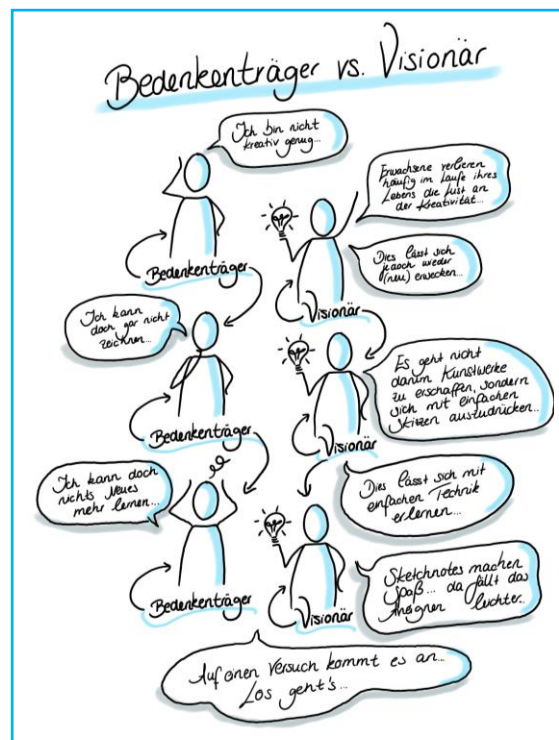 Bedenkenträger vs. Visionär
Ich bin nicht
kreativ genug...
Erwachsene verlieren
häufig im Laufe ihres
Lebens die Lust an
der Kreativität...
Dies lässt sich
jedoch wieder
(neu) erwecken...
Bedenkenträger
Visionär
Ich kann
doch gar nicht
zeichnen...
Es geht nicht
darum Kunstwerke
zu erschaffen, sondern
sich mit einfachen
Skizzen auszudrücken...
Bedenkenträger
Visionär
Ich kann doch
nichts Neues
mehr lernen...
Dies lässt sich mit
einfachen Technik
erlernen...
Sketchnotes machen
Spaß... da fällt das
Aneignen leichter..
Bedenkenträger
Visionär
Auf einen Versuch kommt es an...
Los geht's...